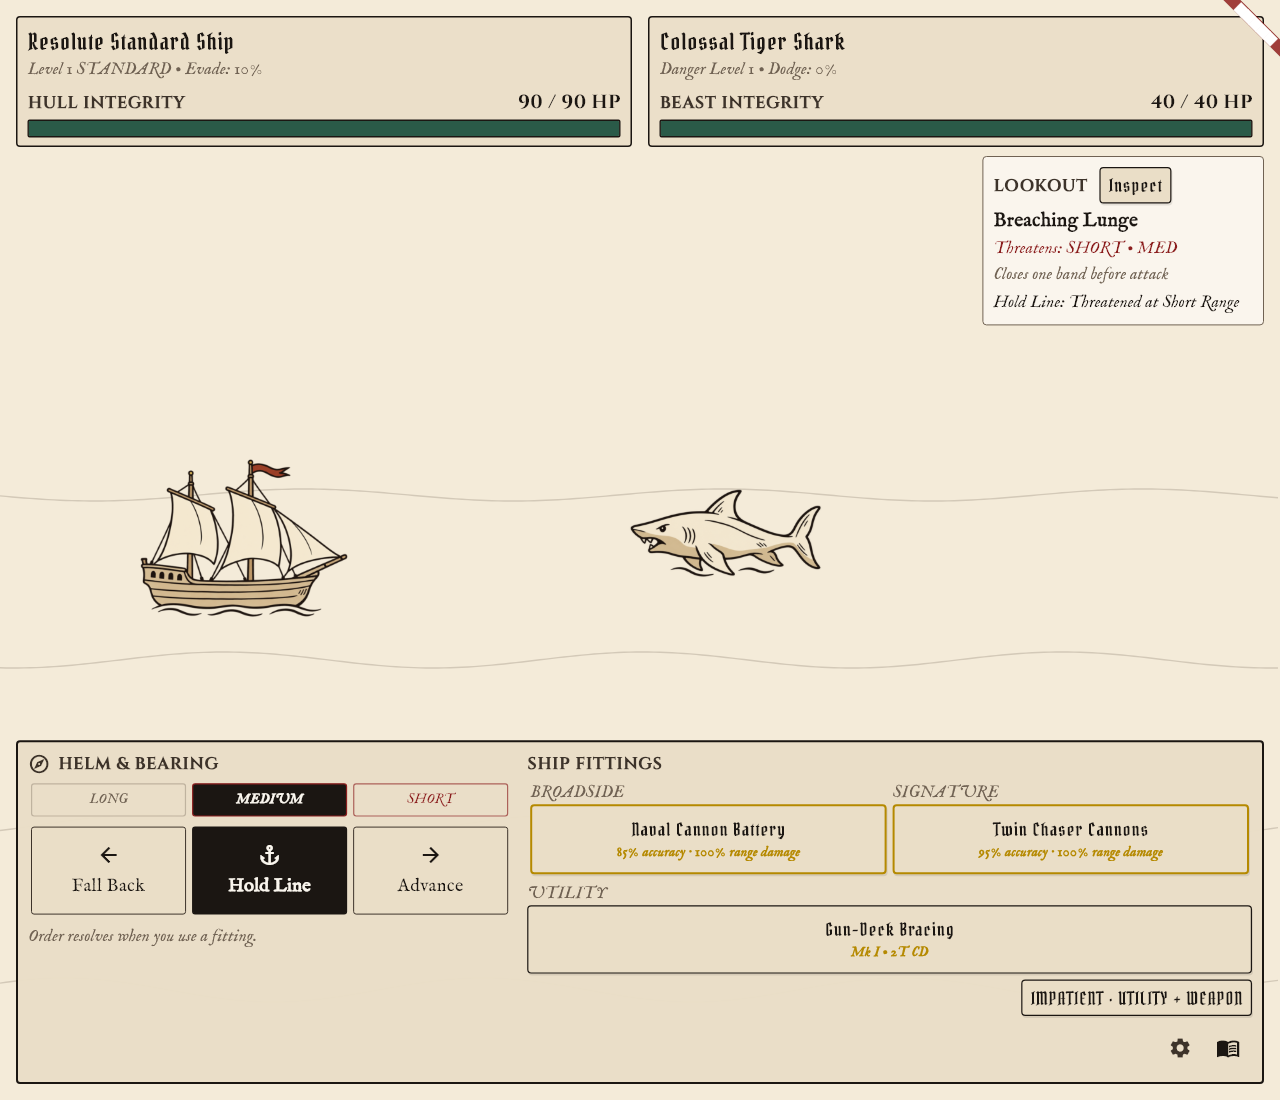 Resolute Standard Ship
Level 1 STANDARD • Evade: 10%
HULL INTEGRITY 90 / 90 HP
Colossal Tiger Shark
Danger Level 1 • Dodge: 0%
BEAST INTEGRITY 40 / 40 HP
LOOKOUT Inspect
Breaching Lunge
Threatens: SHORT • MED
Closes one band before attack
Hold Line: Threatened at Short Range
HELM & BEARING
LONG MEDIUM SHORT
Fall Back Hold Line Advance
Order resolves when you use a fitting.
SHIP FITTINGS
BROADSIDE SIGNATURE
Naval Cannon Battery
85% accuracy · 100% range damage
Twin Chaser Cannons
95% accuracy · 100% range damage
UTILITY
Gun-Deck Bracing
Mk I • 2T CD
IMPATIENT · UTILITY + WEAPON